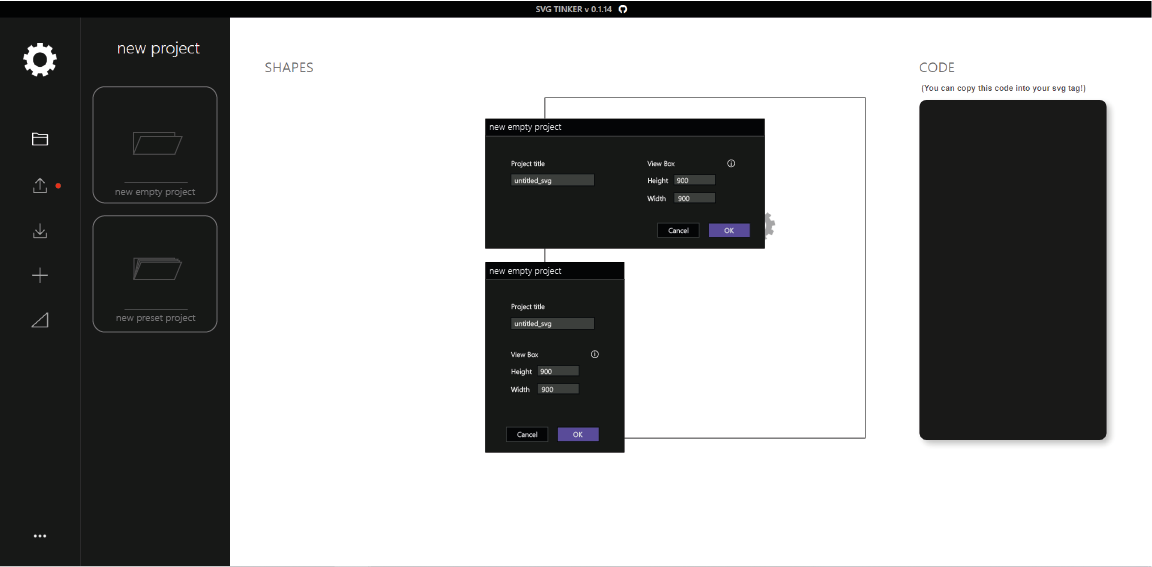 SVG TINKER v 0.1.14
new project
new empty project
new preset project
SHAPES
new empty project
Project title
untitled_svg
View Box
Height 900
Width 900
Cancel OK
new empty project
Project title
untitled_svg
View Box
Height 900
Width 900
Cancel OK
CODE
(You can copy this code into your svg tag!)